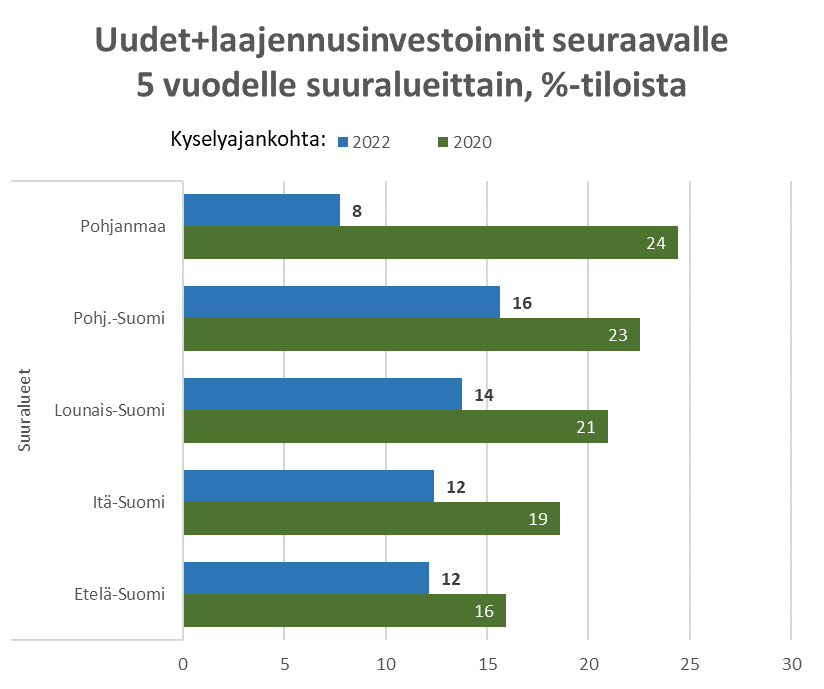 Uudet+laajennusinvestoinnit seuraavalle
5 vuodelle suuralueittain, %-tiloista
Kyselyajankohta: 2022 2020
Pohjanmaa 8
24
Pohj.-Suomi 16
23
Lounais-Suomi 14
21
Itä-Suomi 12
19
Etelä-Suomi 12
16
Suuralueet
0 5 10 15 20 25 30